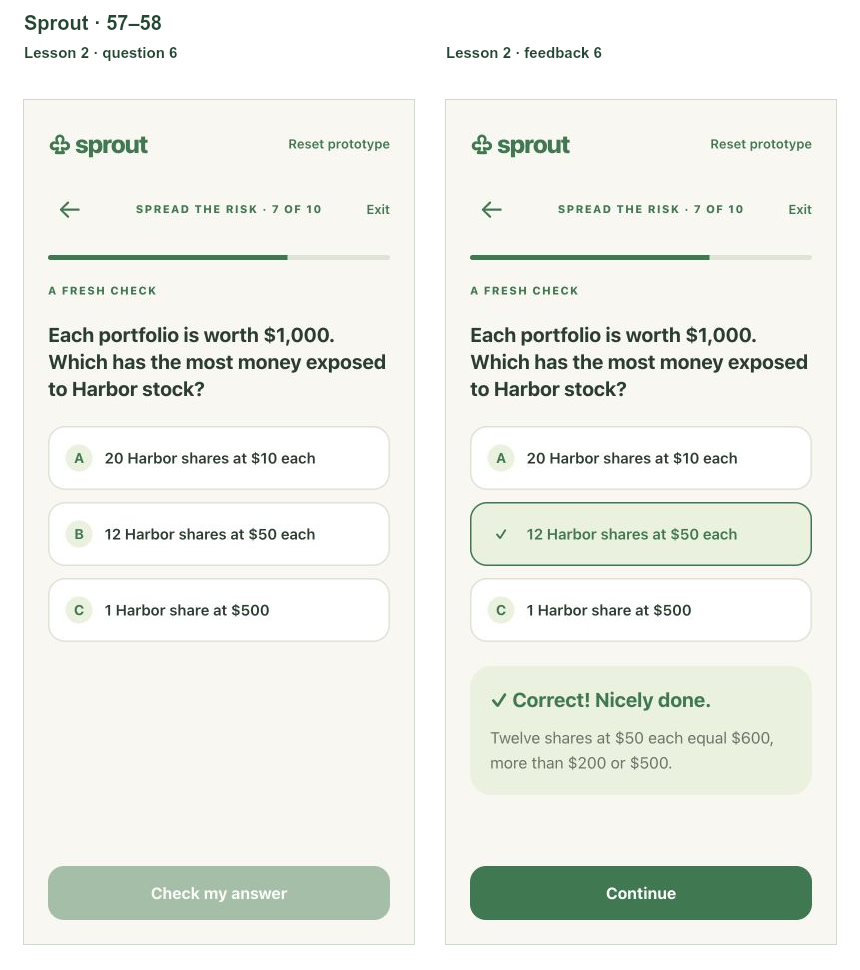 Sprout · 57–58
Lesson 2 · question 6
sprout
Reset prototype
SPREAD THE RISK · 7 OF 10
Exit
A FRESH CHECK
Each portfolio is worth $1,000.
Which has the most money exposed
to Harbor stock?
A 20 Harbor shares at $10 each
B 12 Harbor shares at $50 each
C 1 Harbor share at $500
Check my answer
Lesson 2 · feedback 6
sprout
Reset prototype
SPREAD THE RISK · 7 OF 10
Exit
A FRESH CHECK
Each portfolio is worth $1,000.
Which has the most money exposed
to Harbor stock?
A 20 Harbor shares at $10 each
✓ 12 Harbor shares at $50 each
C 1 Harbor share at $500
✓ Correct! Nicely done.
Twelve shares at $50 each equal $600,
more than $200 or $500.
Continue